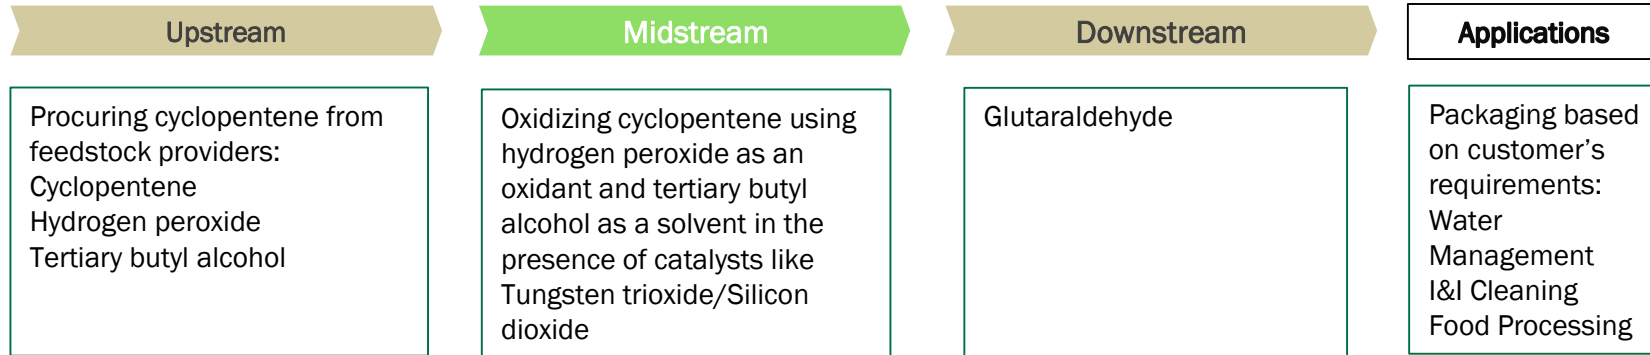 Upstream
Midstream
Downstream
Applications
Procuring cyclopentene from
feedstock providers:
Cyclopentene
Hydrogen peroxide
Tertiary butyl alcohol
Oxidizing cyclopentene using
hydrogen peroxide as an
oxidant and tertiary butyl
alcohol as a solvent in the
presence of catalysts like
Tungsten trioxide/Silicon
dioxide
Glutaraldehyde
Packaging based
on customer’s
requirements:
Water
Management
I&I Cleaning
Food Processing